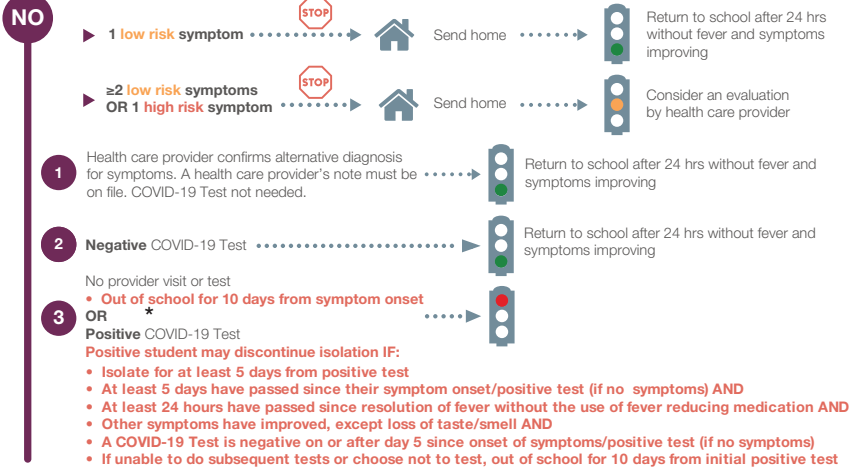 NO
1 low risk symptom
STOP
Send home
Return to school after 24 hrs
without fever and symptoms
improving
≥2 low risk symptoms
OR 1 high risk symptom
STOP
Send home
Consider an evaluation
by health care provider
1
Health care provider confirms alternative diagnosis
for symptoms. A health care provider's note must be
on file. COVID-19 Test not needed.
Return to school after 24 hrs without fever and
symptoms improving
2
Negative COVID-19 Test
Return to school after 24 hrs without fever and
symptoms improving
3
No provider visit or test
• Out of school for 10 days from symptom onset
OR *
Positive COVID-19 Test
Positive student may discontinue isolation IF:
• Isolate for at least 5 days from positive test
• At least 5 days have passed since their symptom onset/positive test (if no symptoms) AND
• At least 24 hours have passed since resolution of fever without the use of fever reducing medication AND
• Other symptoms have improved, except loss of taste/smell AND
• A COVID-19 Test is negative on or after day 5 since onset of symptoms/positive test (if no symptoms)
• If unable to do subsequent tests or choose not to test, out of school for 10 days from initial positive test